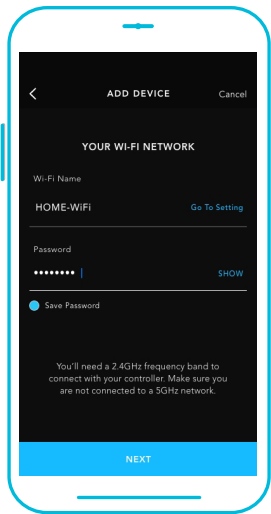 ADD DEVICE Cancel
YOUR WI-FI NETWORK
Wi-Fi Name
HOME-WiFi Go To Setting
Password
•••••••• SHOW
Save Password
You'll need a 2.4GHz frequency band to
connect with your controller. Make sure you
are not connected to a 5GHz network.
NEXT